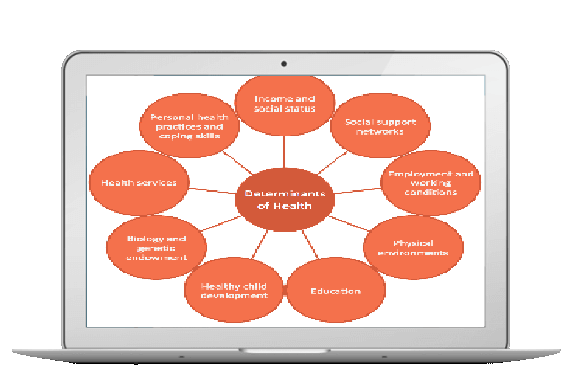 Income and
social status
Social support
networks
Employment and
working
conditions
Physical
environments
Education
Healthy child
development
Biology and
genetic
endowment
Health services
Personal health
practices and
coping skills
Determinants
of Health